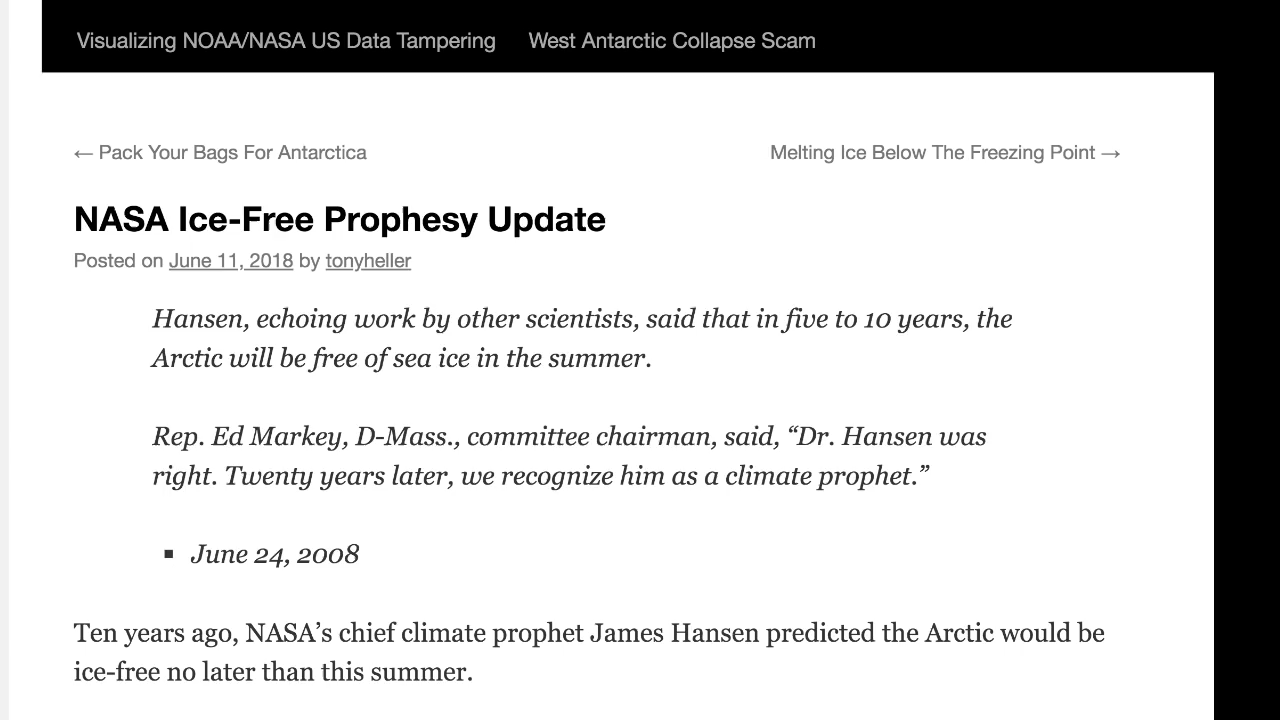 Visualizing NOAA/NASA US Data Tampering West Antarctic Collapse Scam
← Pack Your Bags For Antarctica Melting Ice Below The Freezing Point →
NASA Ice-Free Prophesy Update
Posted on June 11, 2018 by tonyheller
Hansen, echoing work by other scientists, said that in five to 10 years, the
Arctic will be free of sea ice in the summer.
Rep. Ed Markey, D-Mass., committee chairman, said, “Dr. Hansen was
right. Twenty years later, we recognize him as a climate prophet.”
▪ June 24, 2008
Ten years ago, NASA’s chief climate prophet James Hansen predicted the Arctic would be
ice-free no later than this summer.